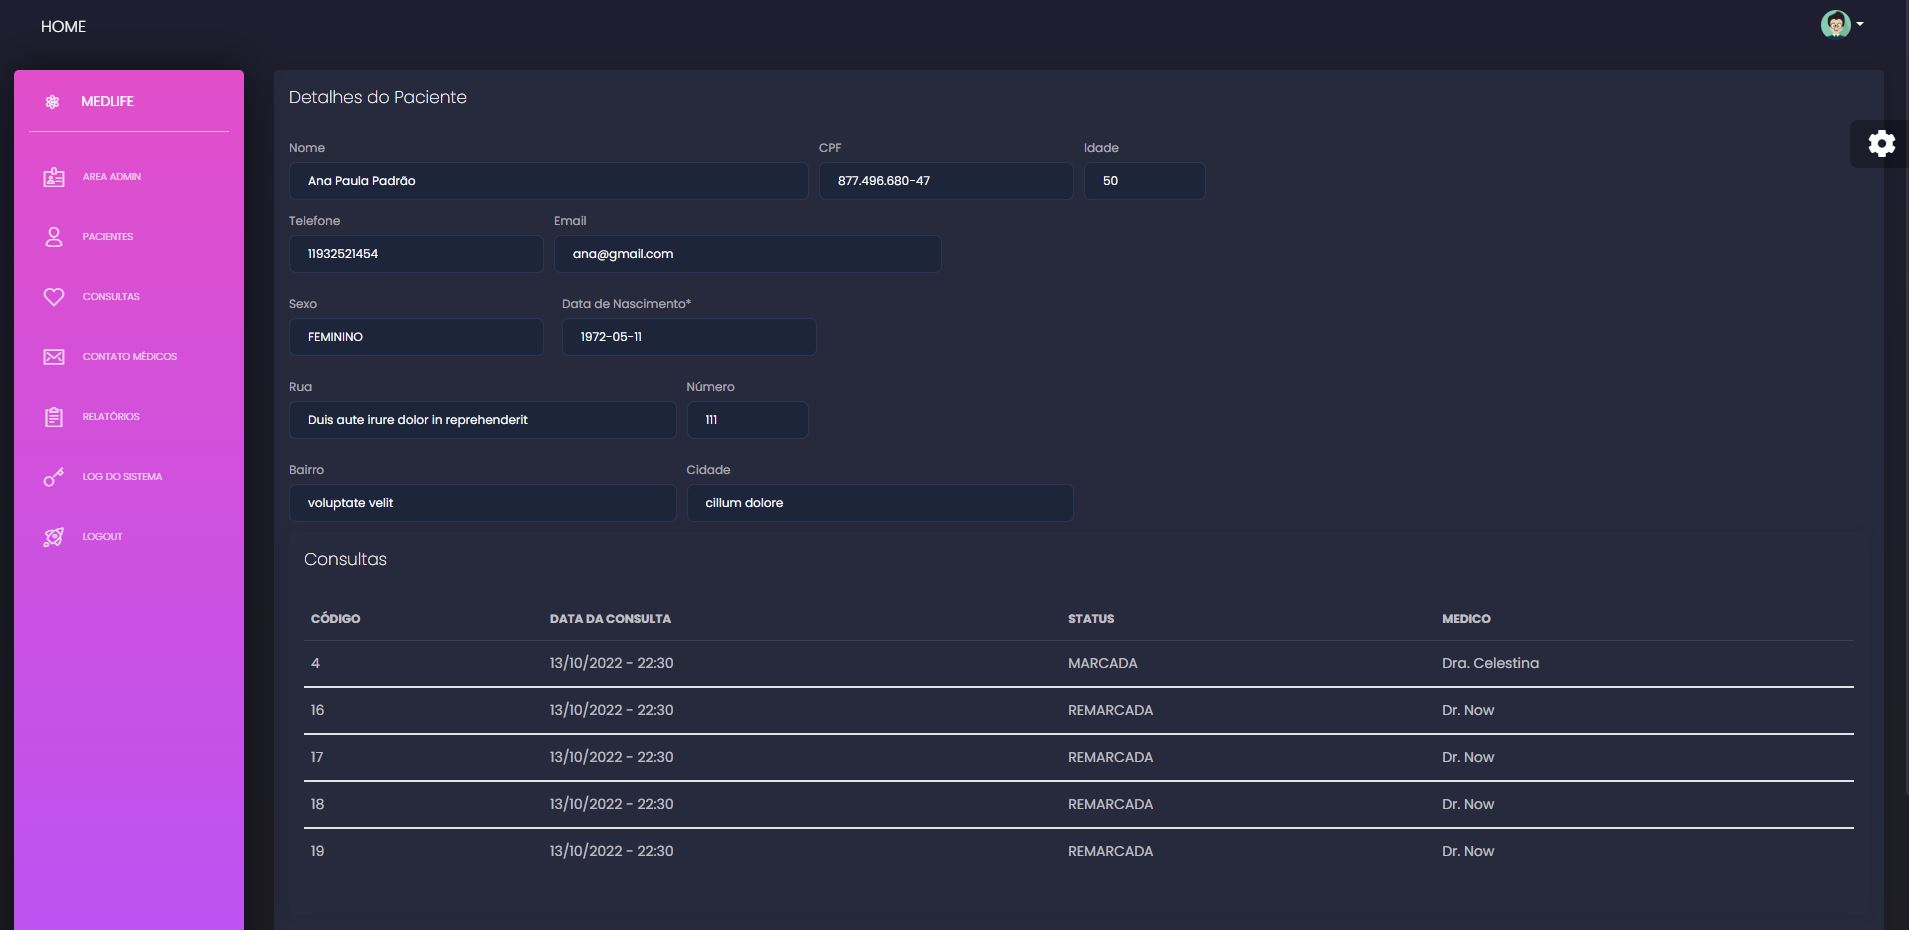 HOME
MEDLIFE
AREA ADMIN
PACIENTES
CONSULTAS
CONTATO MÉDICOS
RELATÓRIOS
LOG DO SISTEMA
LOGOUT
Detalhes do Paciente
Nome CPF Idade
Ana Paula Padrão 877.496.680-47 50
Telefone Email
11932521454 ana@gmail.com
Sexo Data de Nascimento*
FEMININO 1972-05-11
Rua Número
Duis aute irure dolor in reprehenderit 111
Bairro Cidade
voluptate velit cillum dolore
Consultas
CÓDIGO DATA DA CONSULTA STATUS MEDICO
4 13/10/2022 - 22:30 MARCADA Dra. Celestina
16 13/10/2022 - 22:30 REMARCADA Dr. Now
17 13/10/2022 - 22:30 REMARCADA Dr. Now
18 13/10/2022 - 22:30 REMARCADA Dr. Now
19 13/10/2022 - 22:30 REMARCADA Dr. Now